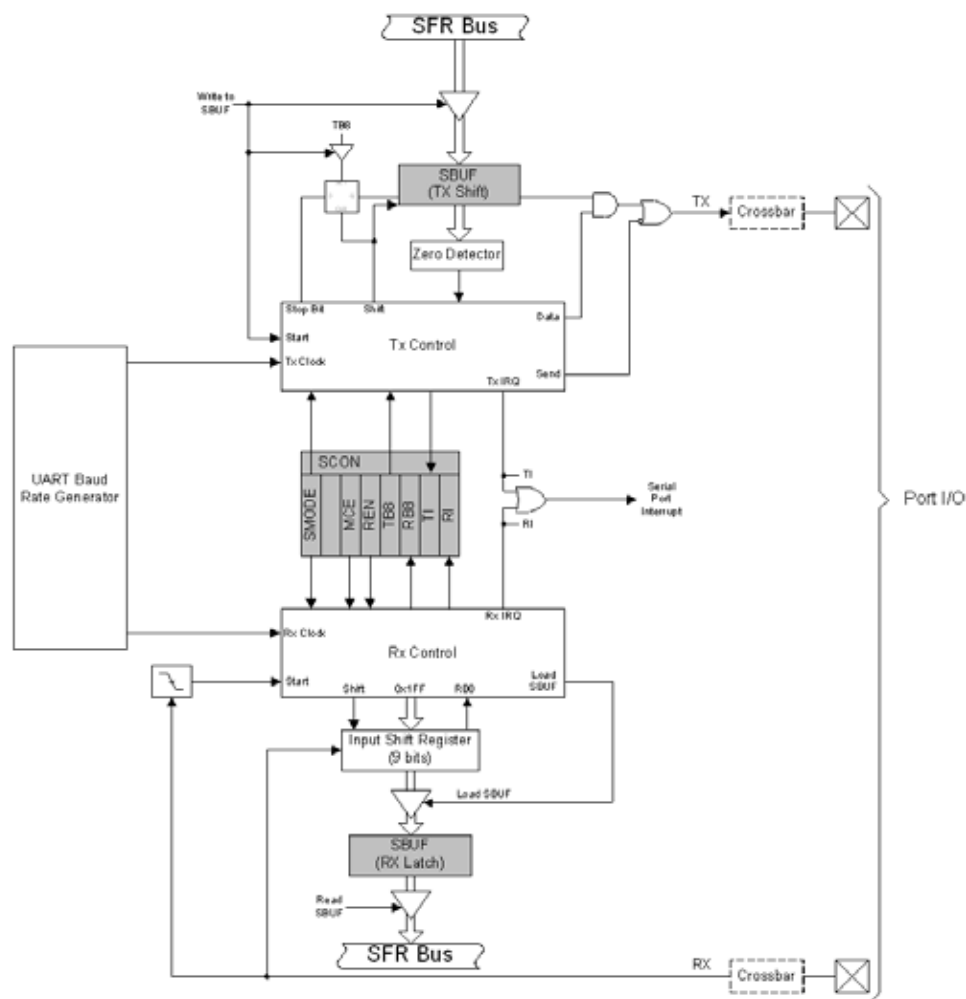 SFR Bus
Write to
SBUF
TB8
SBUF
(TX Shift)
TX
Crossbar
Zero Detector
Stop Bit
Shift
Data
Start
Tx Control
Tx Clock
Send
Tx IRQ
UART Baud
Rate Generator
SCON
SMODE
MCE
REN
TB8
RB8
TI
RI
TI
Serial
Port
Interrupt
RI
Port I/O
Rx IRQ
Rx Clock
Rx Control
Start
Load
SBUF
Shift
0x1FF
RB8
Input Shift Register
(9 bits)
Load SBUF
SBUF
(RX Latch)
Read
SBUF
SFR Bus
RX
Crossbar